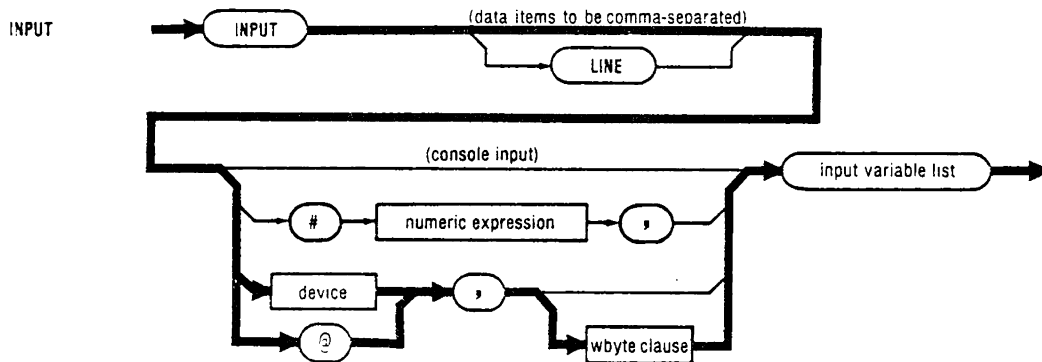 (data items to be comma-separated)
INPUT
INPUT
LINE
(console input)
input variable list
#
numeric expression
,
device
,
@
wbyte clause